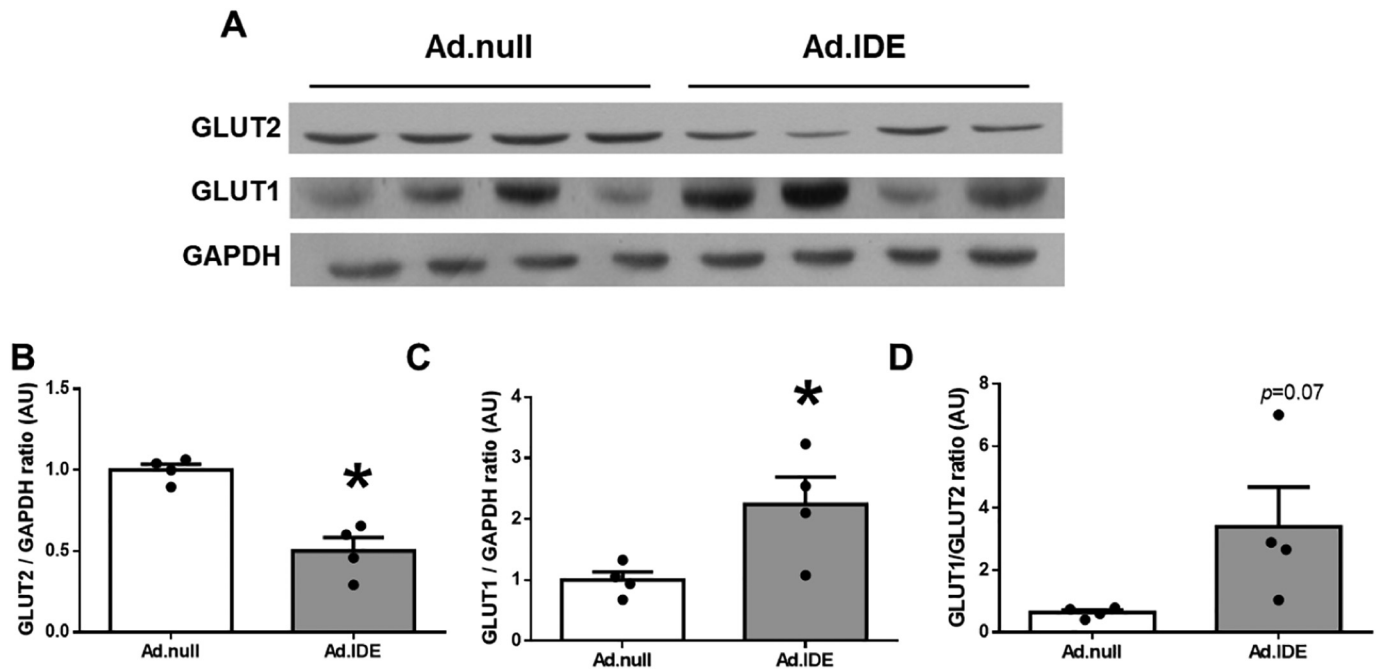 A
Ad.null Ad.IDE
GLUT2
GLUT1
GAPDH
B
GLUT2 / GAPDH ratio (AU)
1.5
1.0
0.5
0.0
*
Ad.null Ad.IDE
C
GLUT1 / GAPDH ratio (AU)
4
3
2
1
0
*
Ad.null Ad.IDE
D
GLUT1/GLUT2 ratio (AU)
8
6
4
2
0
p=0.07
Ad.null Ad.IDE